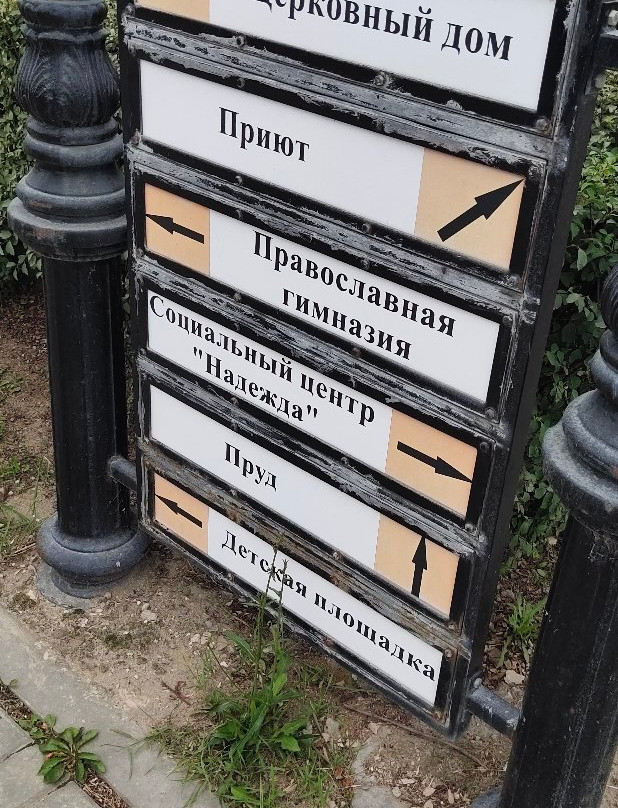 Церковный дом
Приют
Православная
гимназия
Социальный центр
"Надежда"
Пруд
Детская площадка